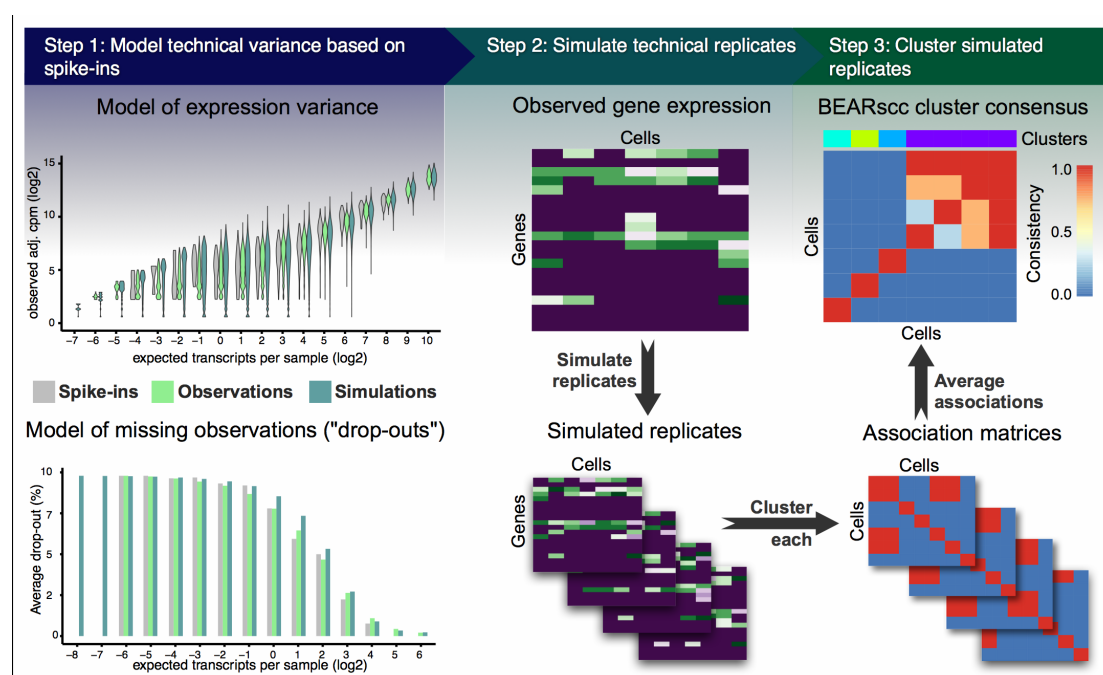 Step 1: Model technical variance based on
spike-ins
Step 2: Simulate technical replicates
Step 3: Cluster simulated
replicates
Model of expression variance
observed adj. cpm (log2)
15
10
5
0
-7 -6 -5 -4 -3 -2 -1 0 1 2 3 4 5 6 7 8 9 10
expected transcripts per sample (log2)
Spike-ins Observations Simulations
Model of missing observations ("drop-outs")
Average drop-out (%)
10
7
5
2
0
-8 -7 -6 -5 -4 -3 -2 -1 0 1 2 3 4 5 6
expected transcripts per sample (log2)
Observed gene expression
Cells
Genes
Simulate
replicates
Simulated replicates
Cells
Genes
Cluster
each
BEARscc cluster consensus
Clusters
Cells
1.0
0.5
0.0
Consistency
Cells
Average
associations
Association matrices
Cells
Cells